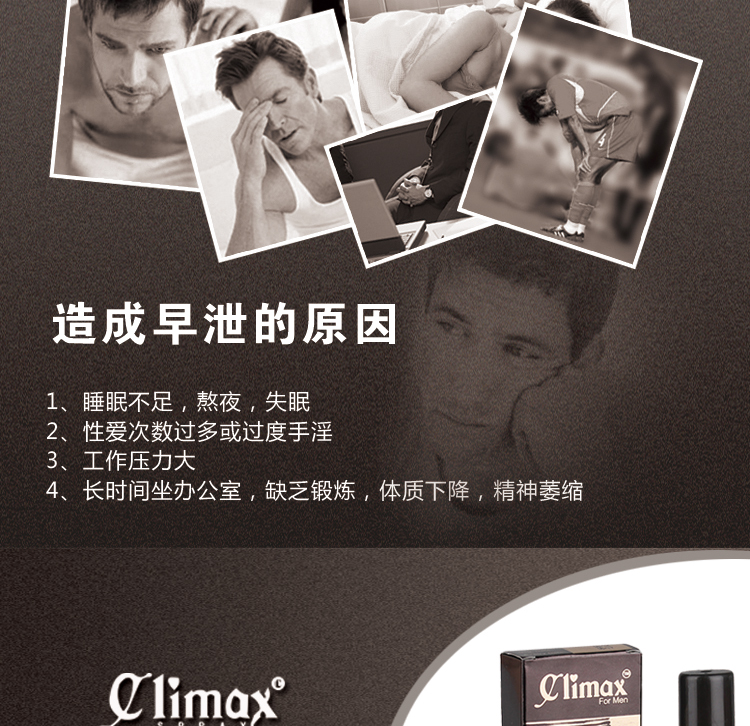 造成早泄的原因
1、睡眠不足，熬夜，失眠
2、性爱次数过多或过度手淫
3、工作压力大
4、长时间坐办公室，缺乏锻炼，体质下降，精神萎缩
Climax
SPRAY
Climax™
For Men